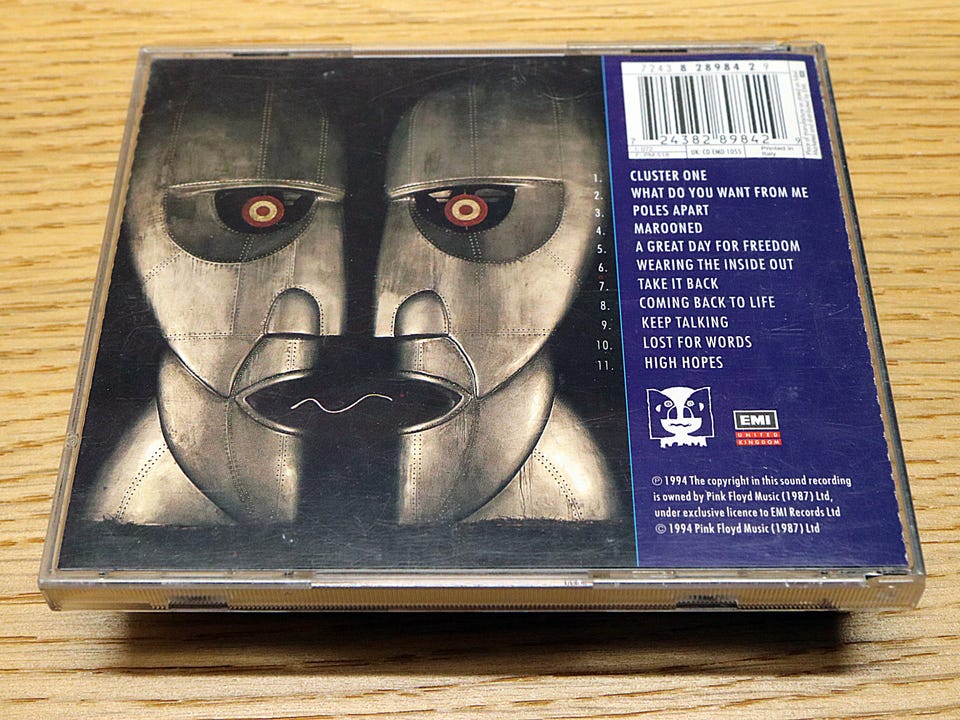 7243 8 28984 2 9
7 24382 89842 9
UK: CD EMD 1055
Printed in
Italy
1. CLUSTER ONE
2. WHAT DO YOU WANT FROM ME
3. POLES APART
4. MAROONED
5. A GREAT DAY FOR FREEDOM
6. WEARING THE INSIDE OUT
7. TAKE IT BACK
8. COMING BACK TO LIFE
9. KEEP TALKING
10. LOST FOR WORDS
11. HIGH HOPES
EMI
UNITED
KINGDOM
℗ 1994 The copyright in this sound recording
is owned by Pink Floyd Music (1987) Ltd,
under exclusive licence to EMI Records Ltd
© 1994 Pink Floyd Music (1987) Ltd